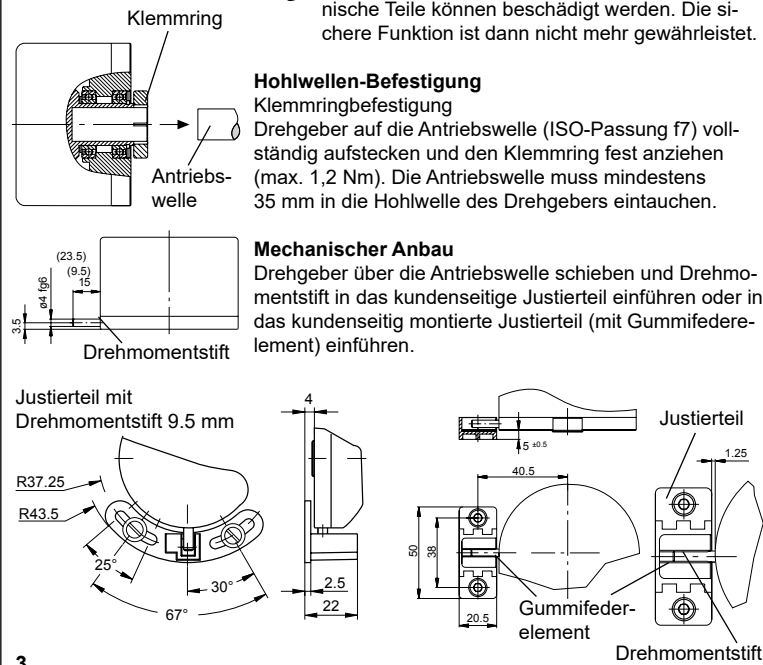 nische Teile können beschädigt werden. Die si-
chere Funktion ist dann nicht mehr gewährleistet.
Klemmring
Antriebs-
welle
Hohlwellen-Befestigung
Klemmringbefestigung
Drehgeber auf die Antriebswelle (ISO-Passung f7) voll-
ständig aufstecken und den Klemmring fest anziehen
(max. 1,2 Nm). Die Antriebswelle muss mindestens
35 mm in die Hohlwelle des Drehgebers eintauchen.
(23.5)
(9.5)
15
ø4 fg6
3.5
Drehmomentstift
Mechanischer Anbau
Drehgeber über die Antriebswelle schieben und Drehmo-
mentstift in das kundenseitige Justierteil einführen oder in
das kundenseitig montierte Justierteil (mit Gummifedere-
lement) einführen.
Justierteil mit
Drehmomentstift 9.5 mm
R37.25
R43.5
25°
30°
67°
4
2.5
22
5 ±0.5
40.5
50
38
20.5
Gummifeder-
element
Justierteil
1.25
Drehmomentstift
3